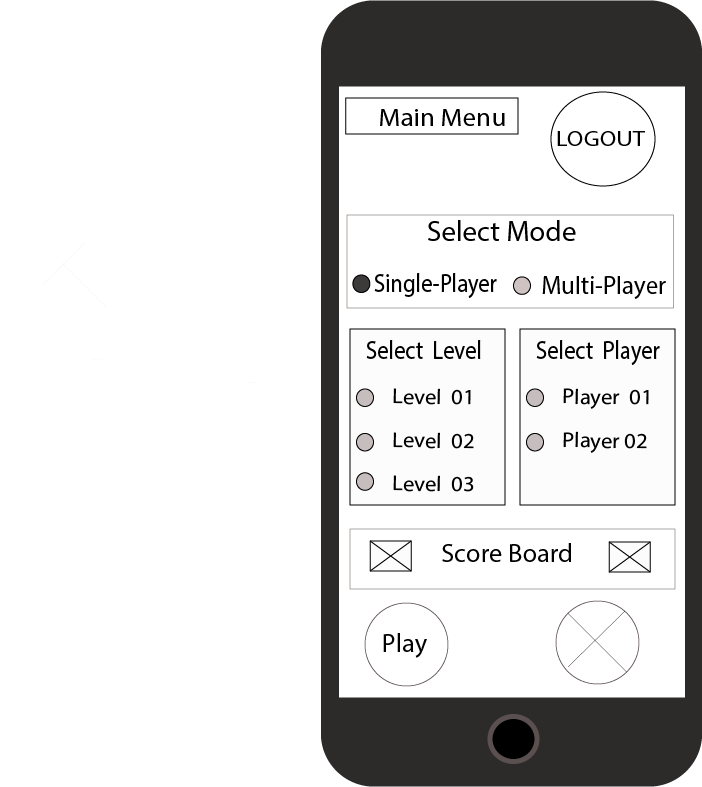 Main Menu
LOGOUT
Select Mode
Single-Player
Multi-Player
Select Level
Level 01
Level 02
Level 03
Select Player
Player 01
Player 02
Score Board
Play